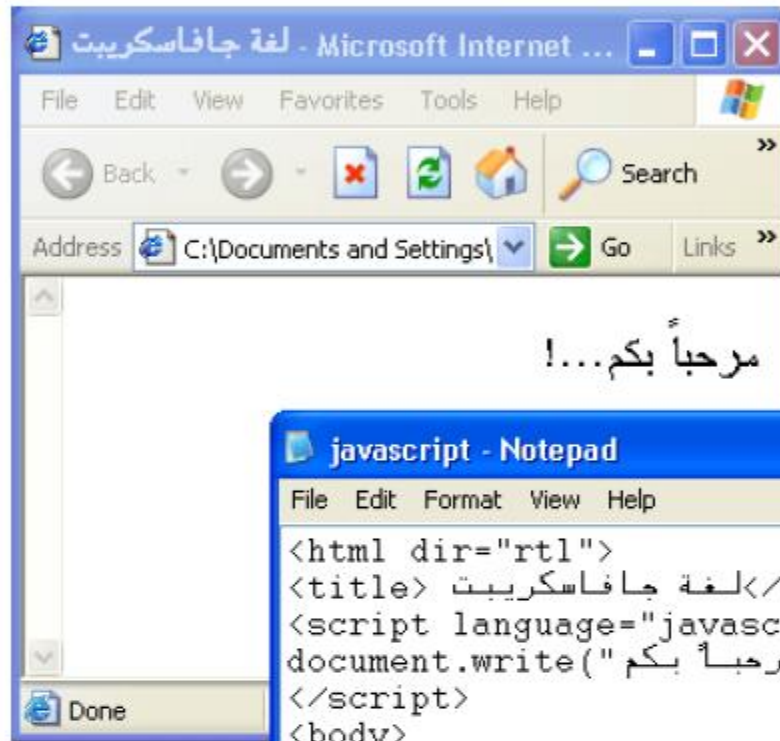 لغة جافاسكريبت - Microsoft Internet ...
File Edit View Favorites Tools Help
Back Search »
Address C:\Documents and Settings\ Go Links »
مرحباً بكم...!
javascript - Notepad
File Edit Format View Help
<html dir="rtl">
<title> لغة جافاسكريبت</
<script language="javasc
document.write("رحباً بكم
</script>
<body>
Done